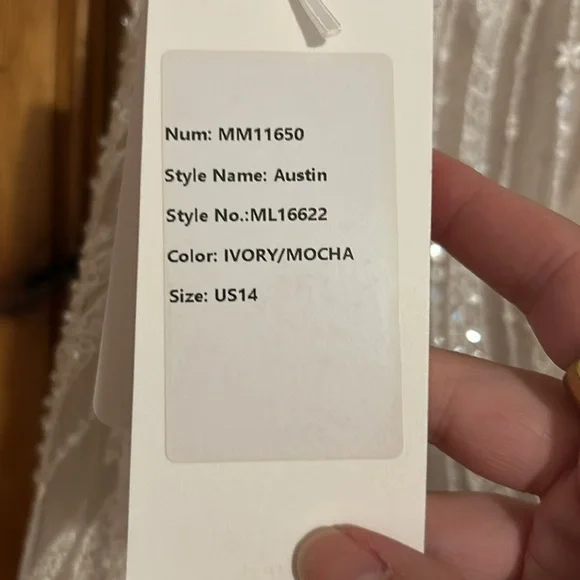 Num: MM11650
Style Name: Austin
Style No.:ML16622
Color: IVORY/MOCHA
Size: US14